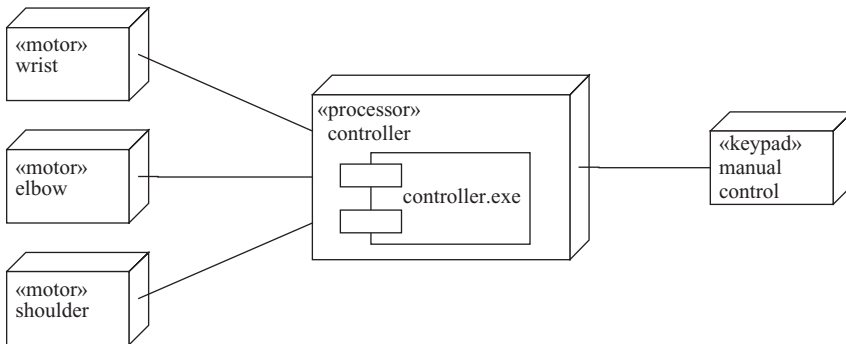 «motor»
wrist
«motor»
elbow
«motor»
shoulder
«processor»
controller
controller.exe
«keypad»
manual
control